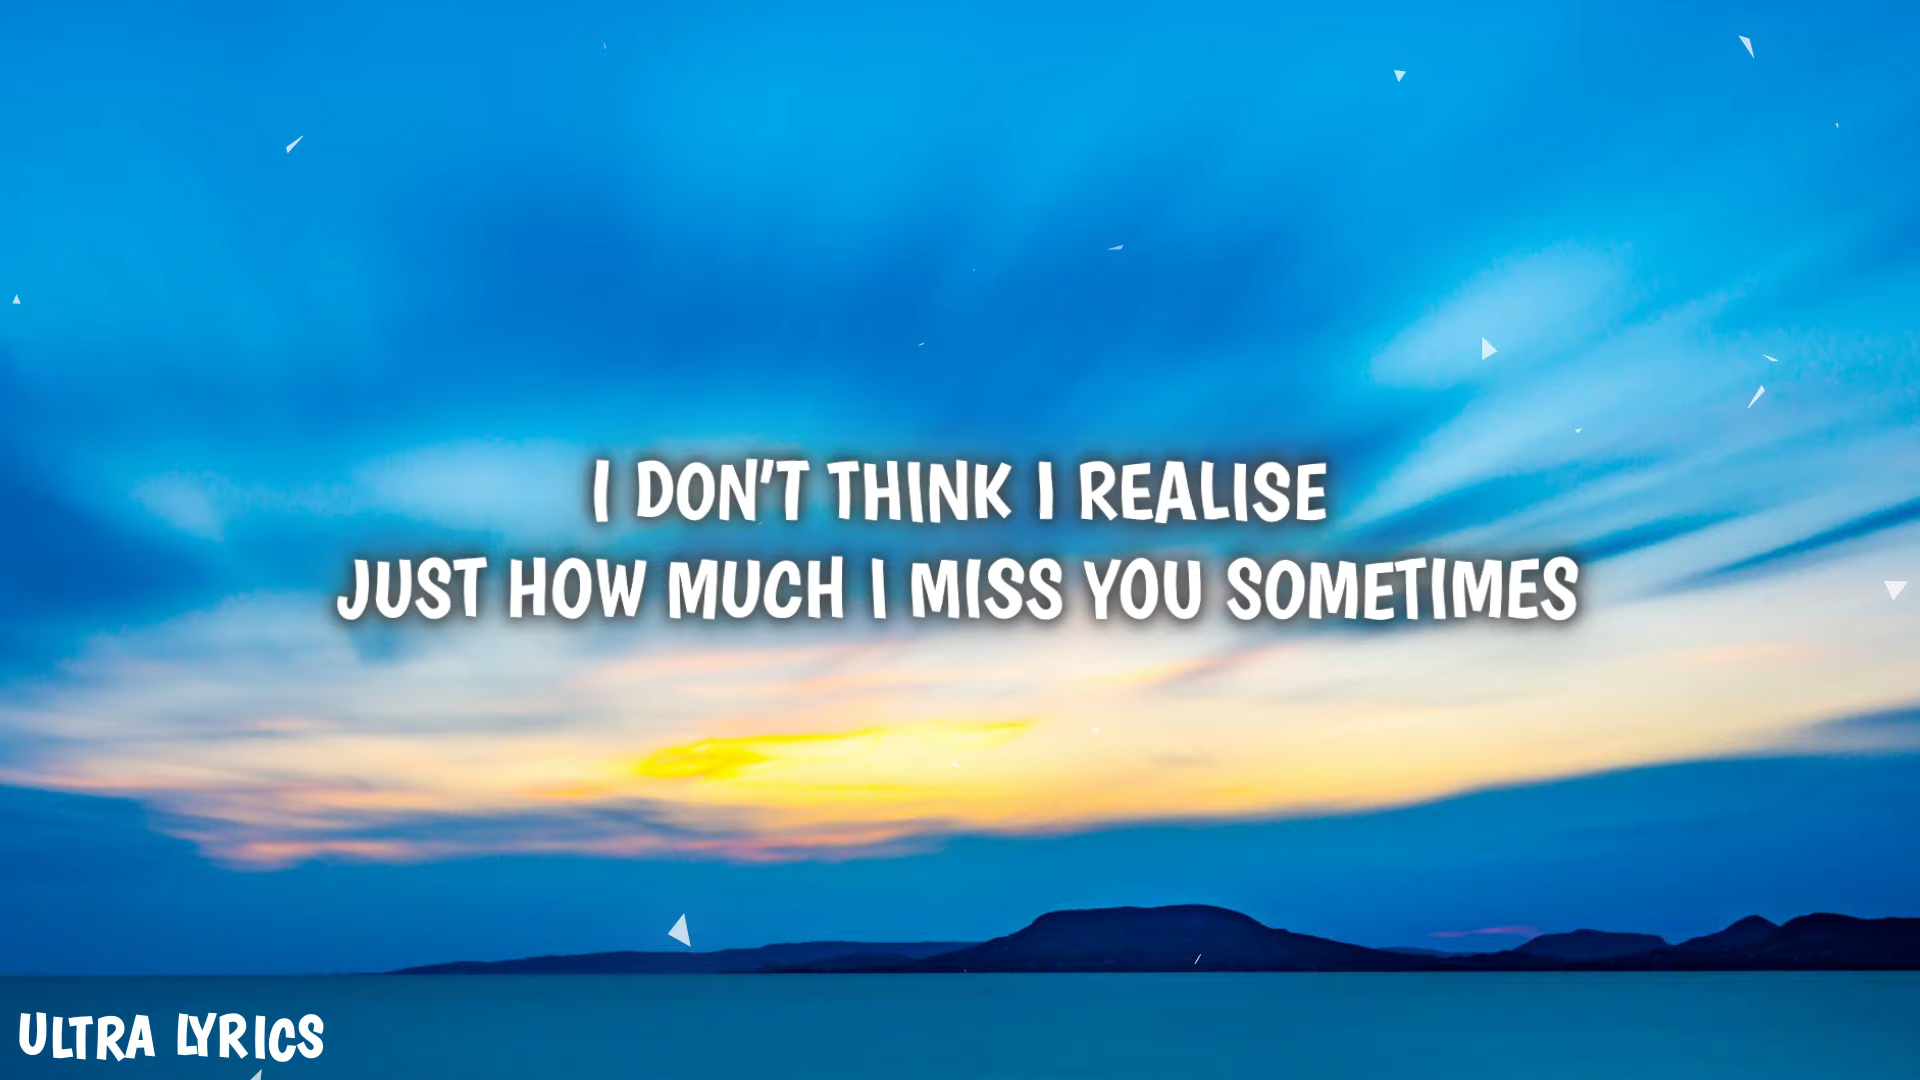 I DON'T THINK I REALISE
JUST HOW MUCH I MISS YOU SOMETIMES
ULTRA LYRICS